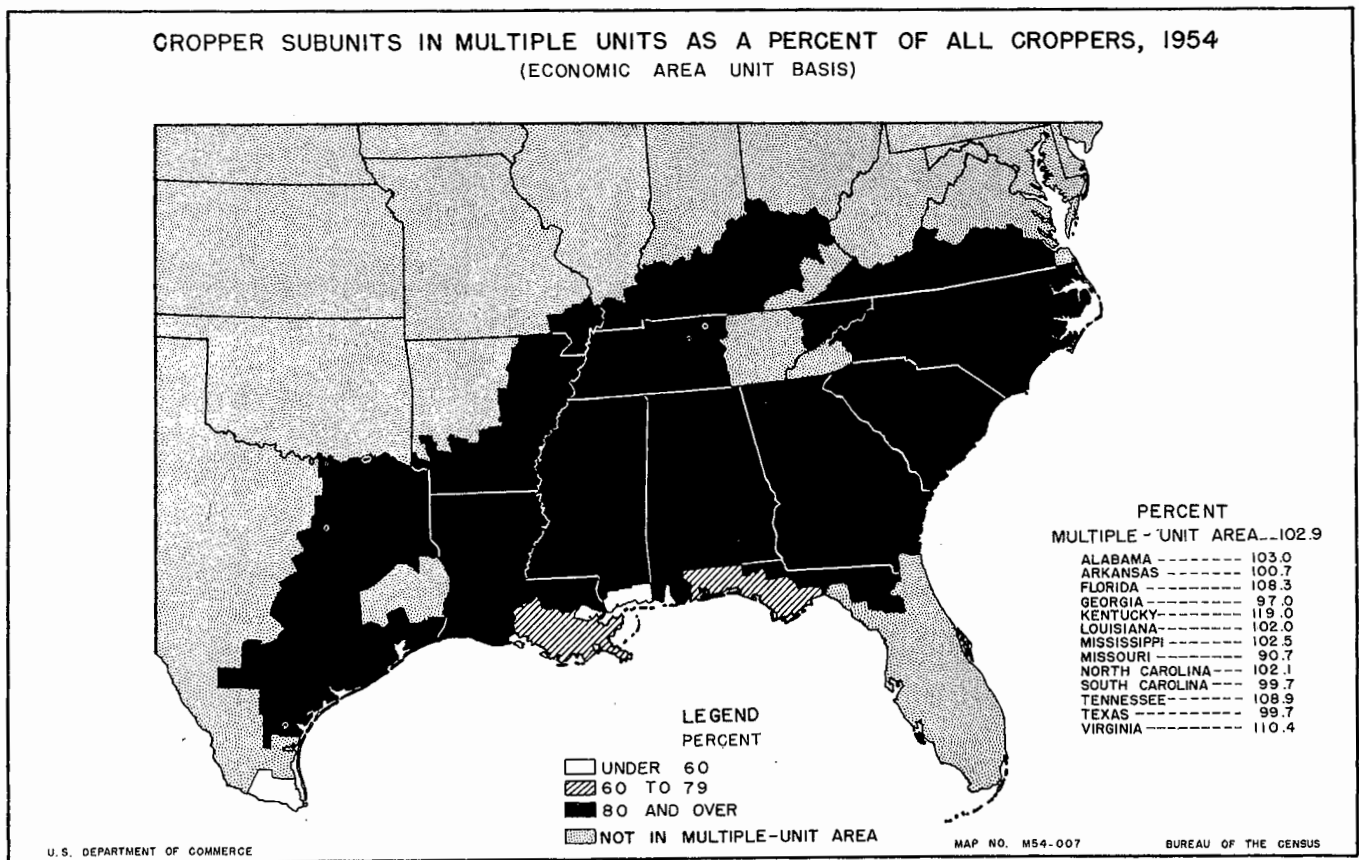 CROPPER SUBUNITS IN MULTIPLE UNITS AS A PERCENT OF ALL CROPPERS, 1954
(ECONOMIC AREA UNIT BASIS)
PERCENT
MULTIPLE-UNIT AREA--102.9
ALABAMA --------- 103.0
ARKANSAS -------- 100.7
FLORIDA --------- 108.3
GEORGIA --------- 97.0
KENTUCKY--------- 119.0
LOUISIANA-------- 102.0
MISSISSIPPI ------ 102.5
MISSOURI -------- 90.7
NORTH CAROLINA--- 102.1
SOUTH CAROLINA --- 99.7
TENNESSEE-------- 108.9
TEXAS ----------- 99.7
VIRGINIA --------- 110.4
LEGEND
PERCENT
UNDER 60
60 TO 79
80 AND OVER
NOT IN MULTIPLE-UNIT AREA
U.S. DEPARTMENT OF COMMERCE
MAP NO. M54-007
BUREAU OF THE CENSUS